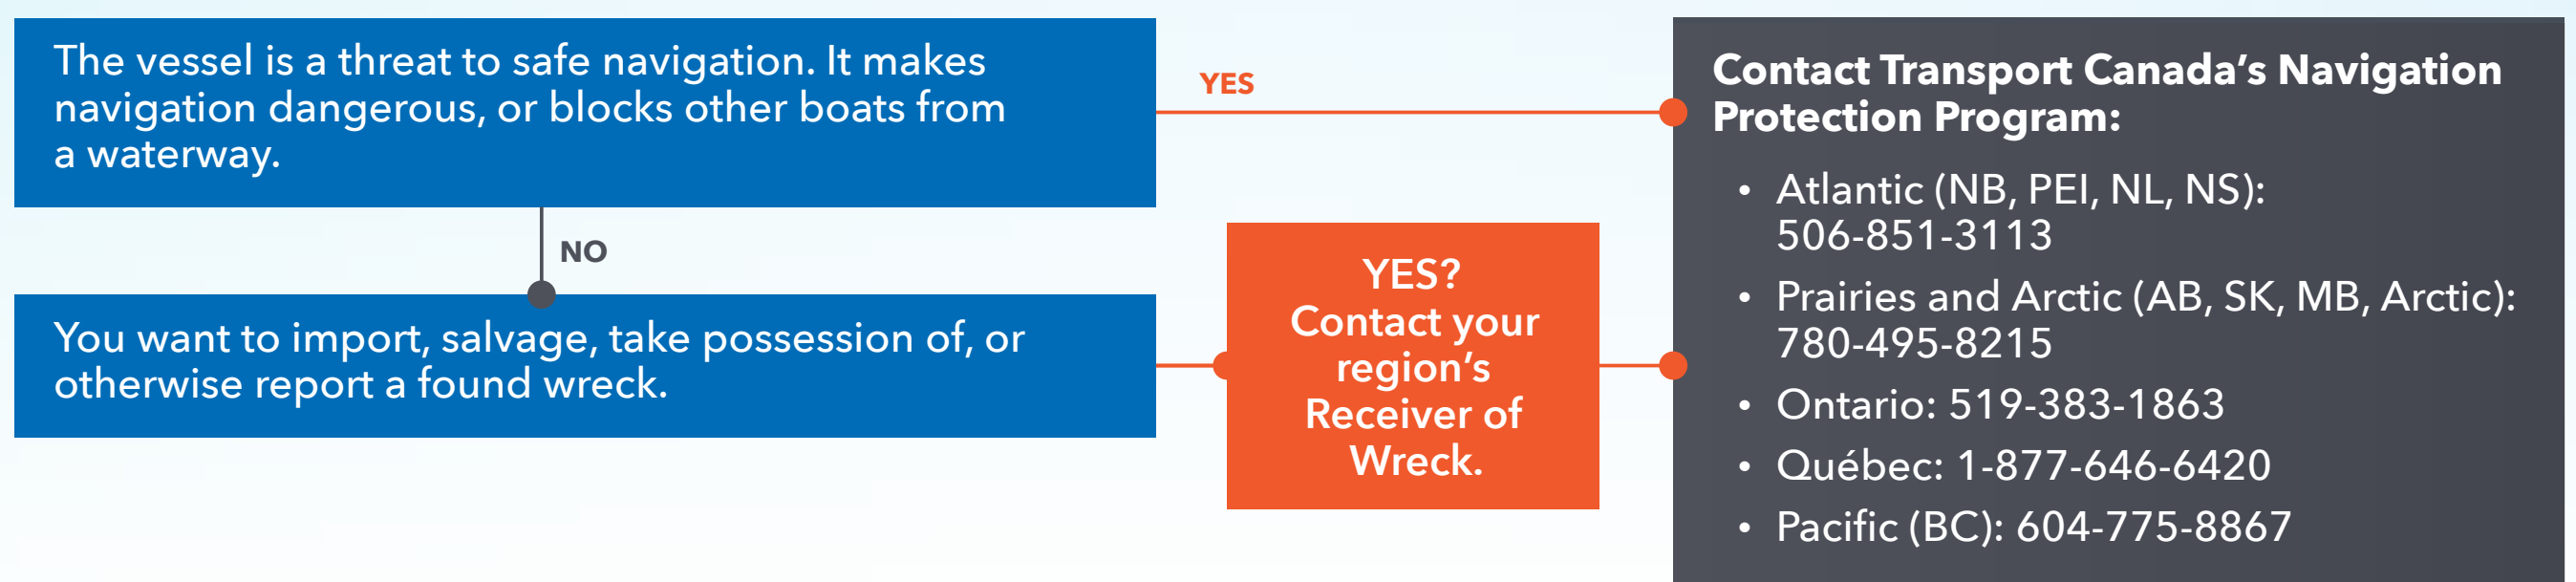 The vessel is a threat to safe navigation. It makes
navigation dangerous, or blocks other boats from
a waterway.
YES
NO
You want to import, salvage, take possession of, or
otherwise report a found wreck.
YES?
Contact your
region’s
Receiver of
Wreck.
Contact Transport Canada’s Navigation
Protection Program:
• Atlantic (NB, PEI, NL, NS):
506-851-3113
• Prairies and Arctic (AB, SK, MB, Arctic):
780-495-8215
• Ontario: 519-383-1863
• Québec: 1-877-646-6420
• Pacific (BC): 604-775-8867